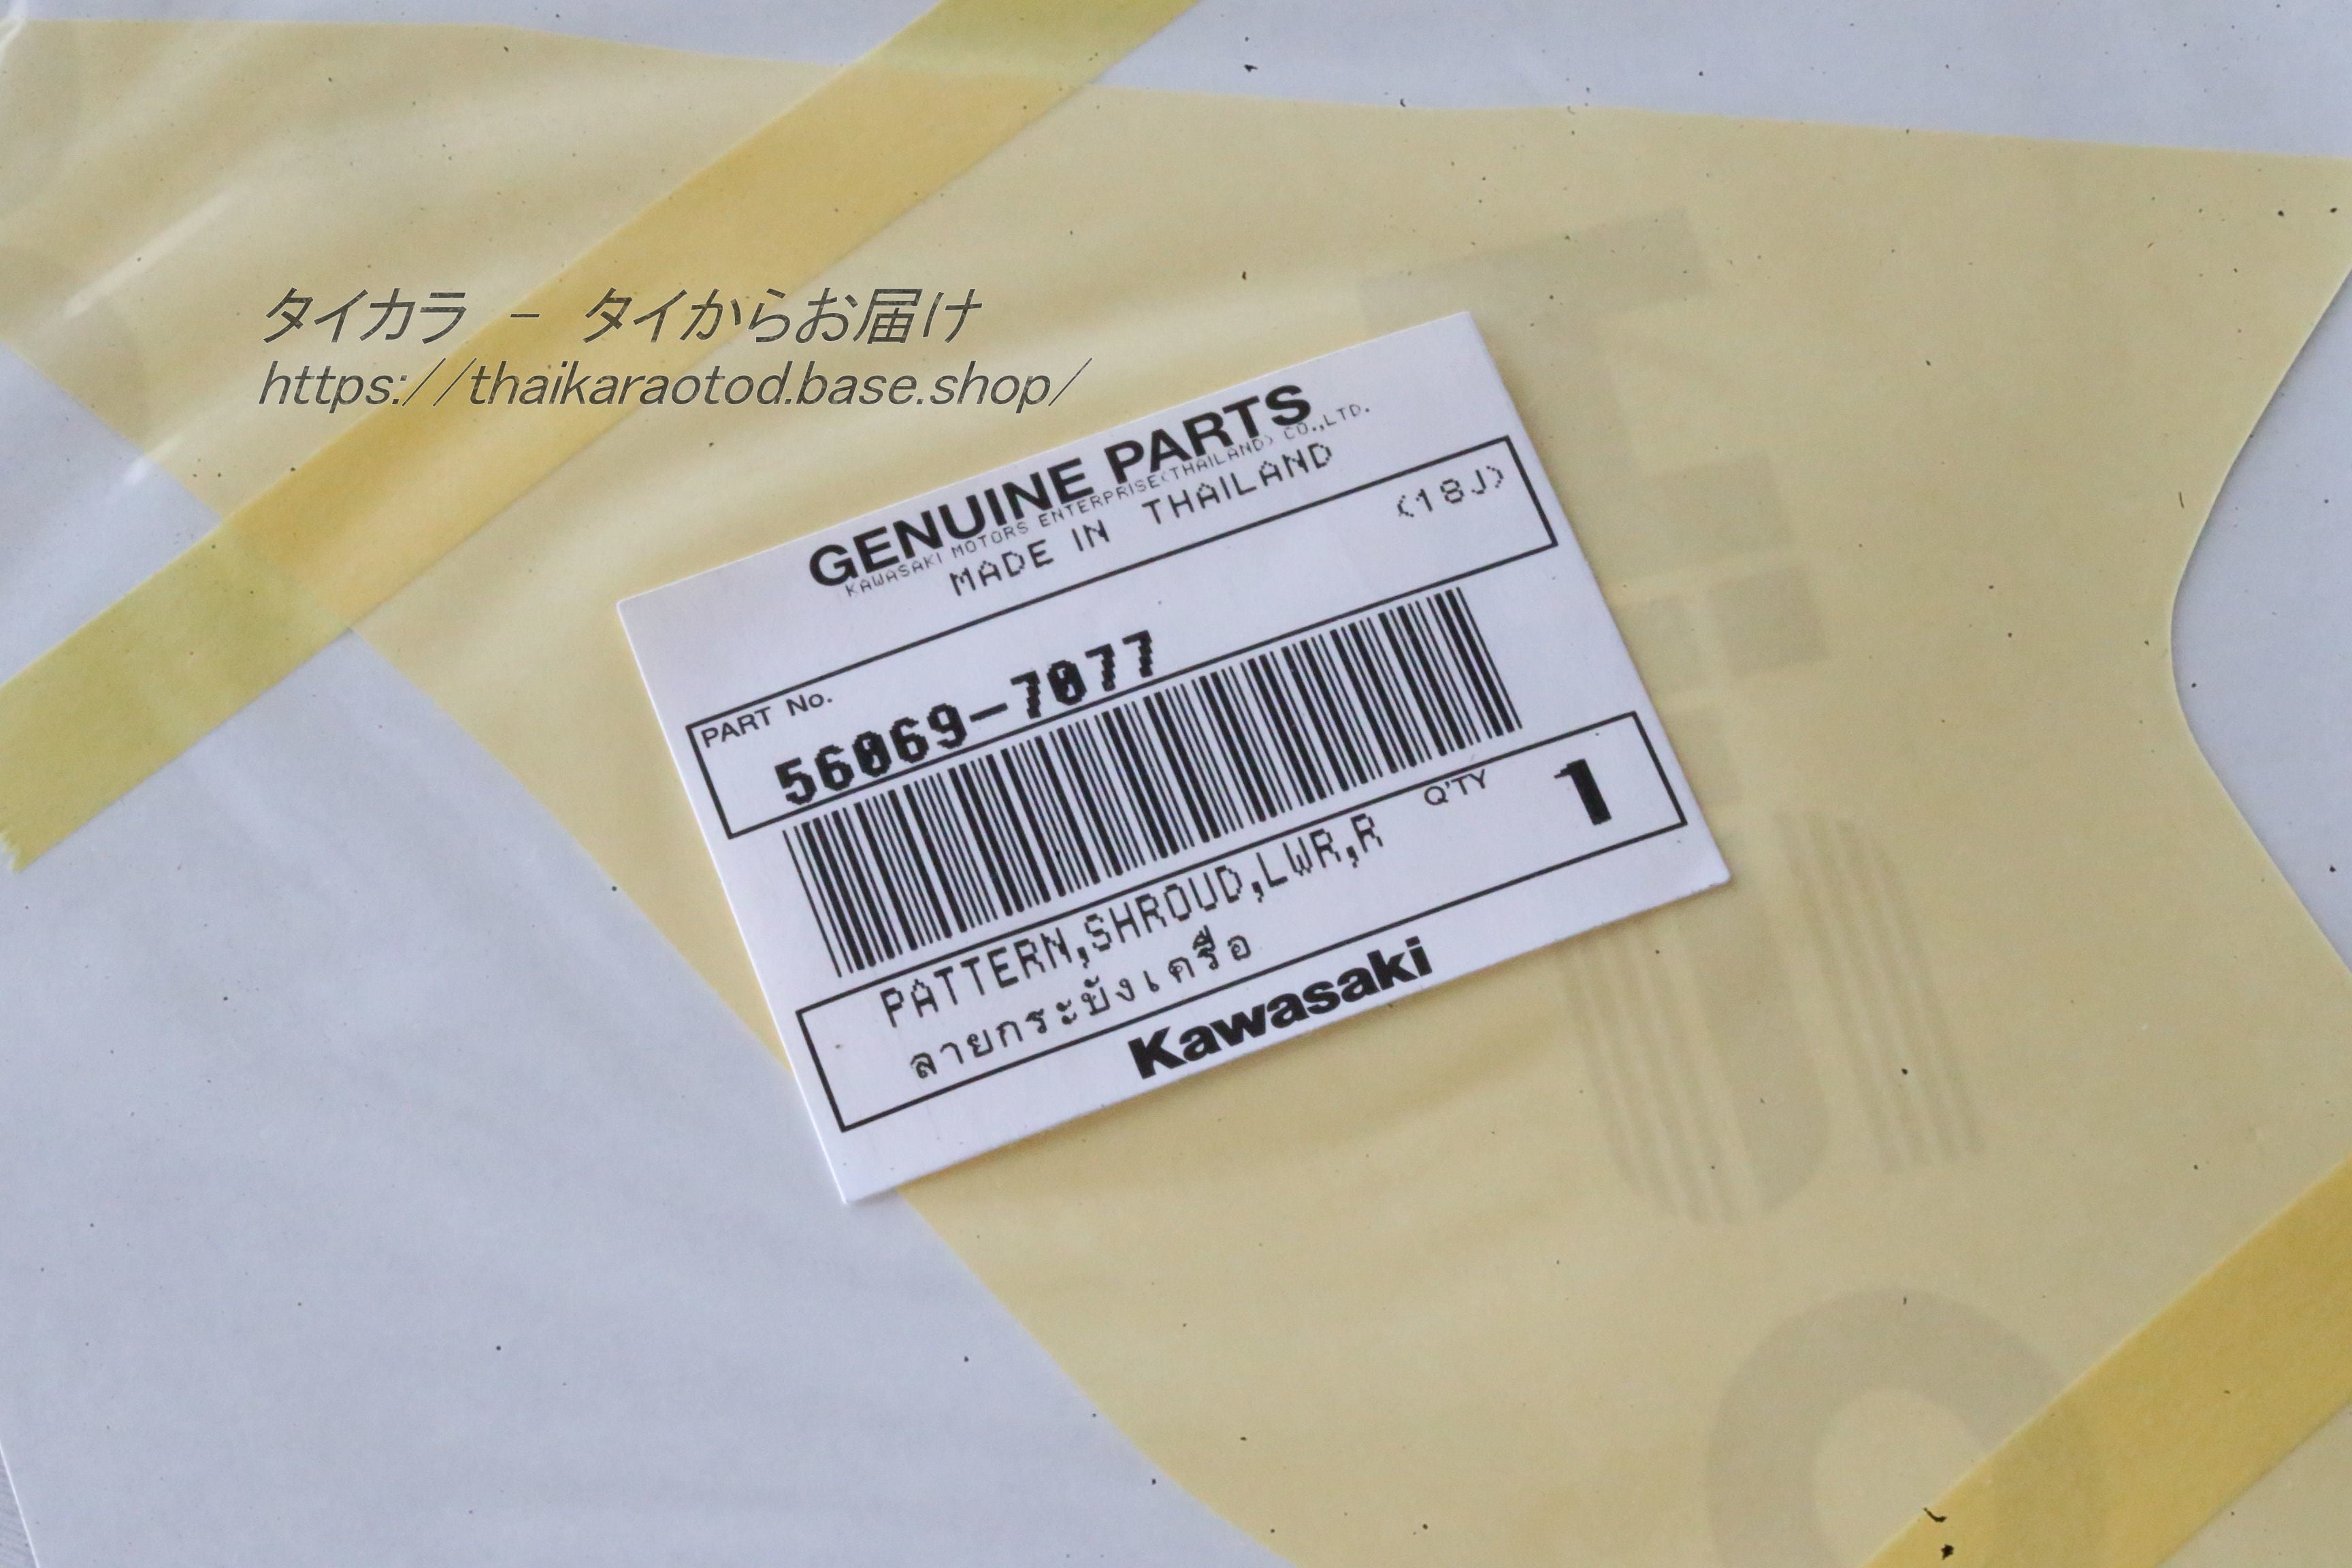 タイカラ － タイからお届け
https://thaikaraotod.base.shop/
GENUINE PARTS
KAWASAKI MOTORS ENTERPRISE(THAILAND) CO.,LTD.
MADE IN THAILAND
(18J)
PART No.
56069-7077
Q'TY
1
PATTERN,SHROUD,LWR,R
ลายกระบังเครื่อ
Kawasaki